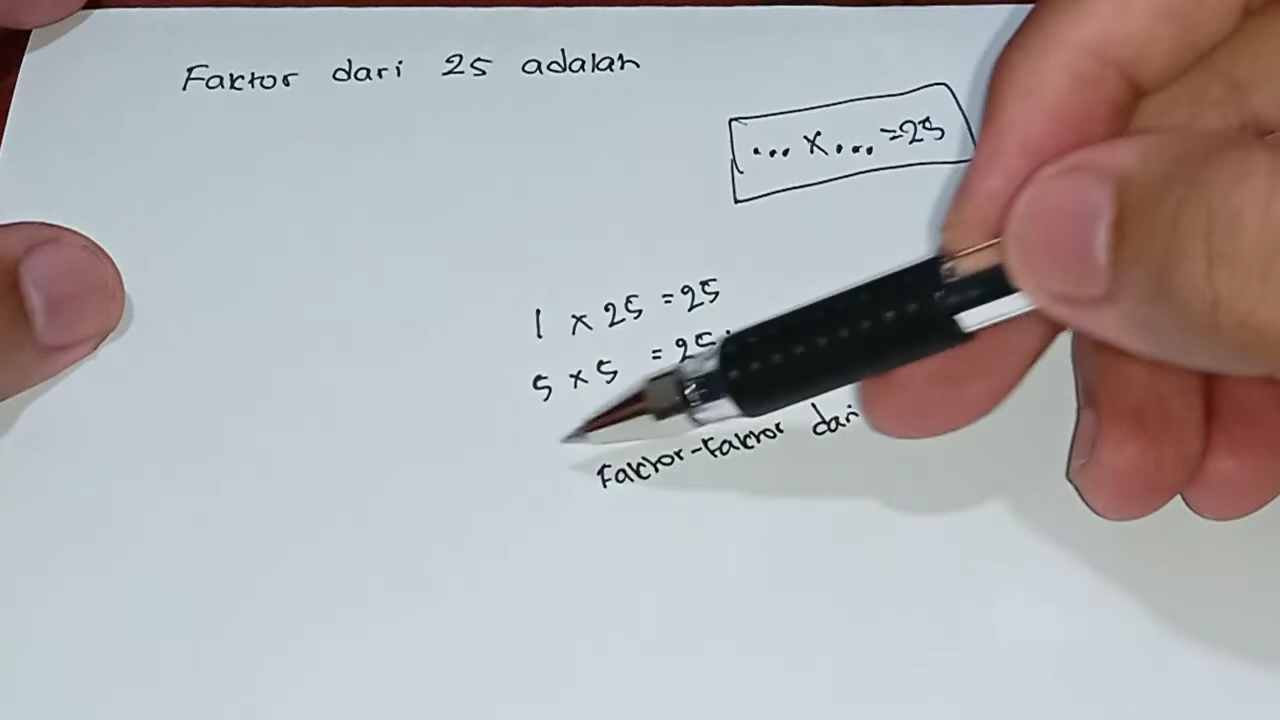 Faktor dari 25 adalah
... x ... = 25
1 x 25 = 25
5 x 5 = 25
Faktor-Faktor dari